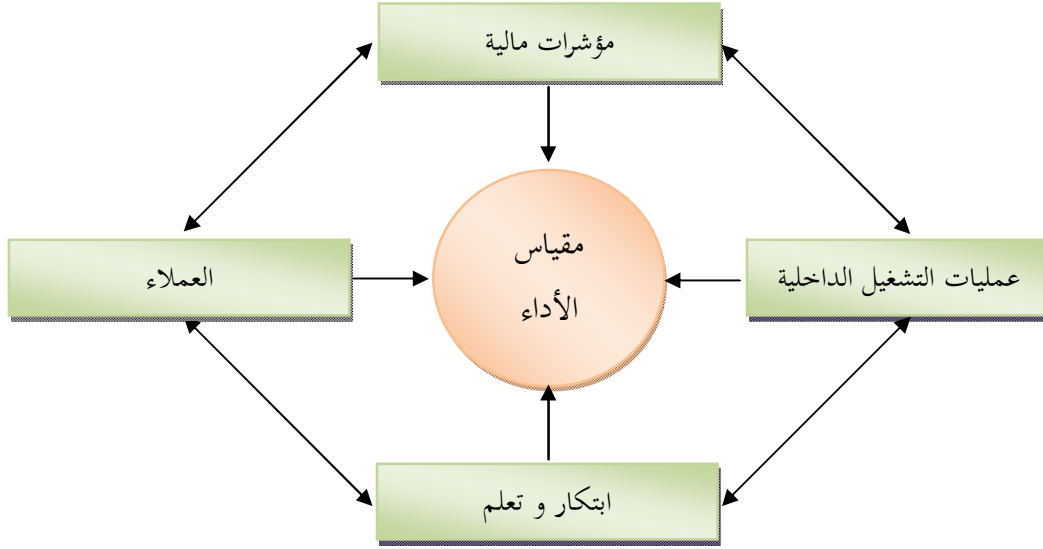 مؤشرات مالية
مقياس
الأداء
عمليات التشغيل الداخلية
العملاء
ابتكار و تعلم